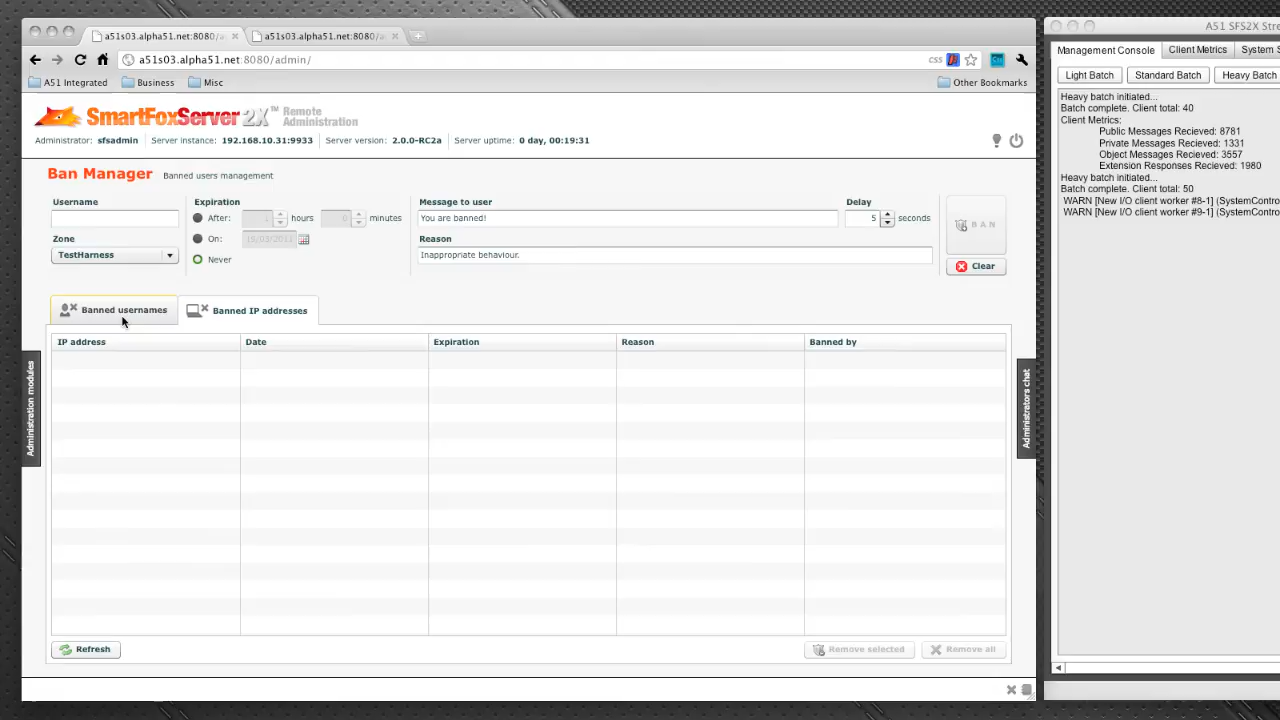 a51s03.alpha51.net:8080/
a51s03.alpha51.net:8080/a
a51s03.alpha51.net:8080/admin/
css
A51 Integrated Business Misc Other Bookmarks
SmartFoxServer 2X™ Remote Administration
Administrator: sfsadmin Server instance: 192.168.10.31:9933 Server version: 2.0.0-RC2a Server uptime: 0 day, 00:19:31
Ban Manager Banned users management
Username Expiration Message to user Delay
After: 1 hours 0 minutes You are banned! 5 seconds BAN
Zone On: 19/03/2011 Reason
TestHarness Never Inappropriate behaviour. Clear
Banned usernames Banned IP addresses
IP address Date Expiration Reason Banned by
Administration modules
Administrators chat
Refresh Remove selected Remove all
A51 SFS2X Stre
Management Console Client Metrics System S
Light Batch Standard Batch Heavy Batch
Heavy batch initiated...
Batch complete. Client total: 40
Client Metrics:
Public Messages Recieved: 8781
Private Messages Recieved: 1331
Object Messages Recieved: 3557
Extension Responses Recieved: 1980
Heavy batch initiated...
Batch complete. Client total: 50
WARN [New I/O client worker #8-1] (SystemContro
WARN [New I/O client worker #9-1] (SystemContro